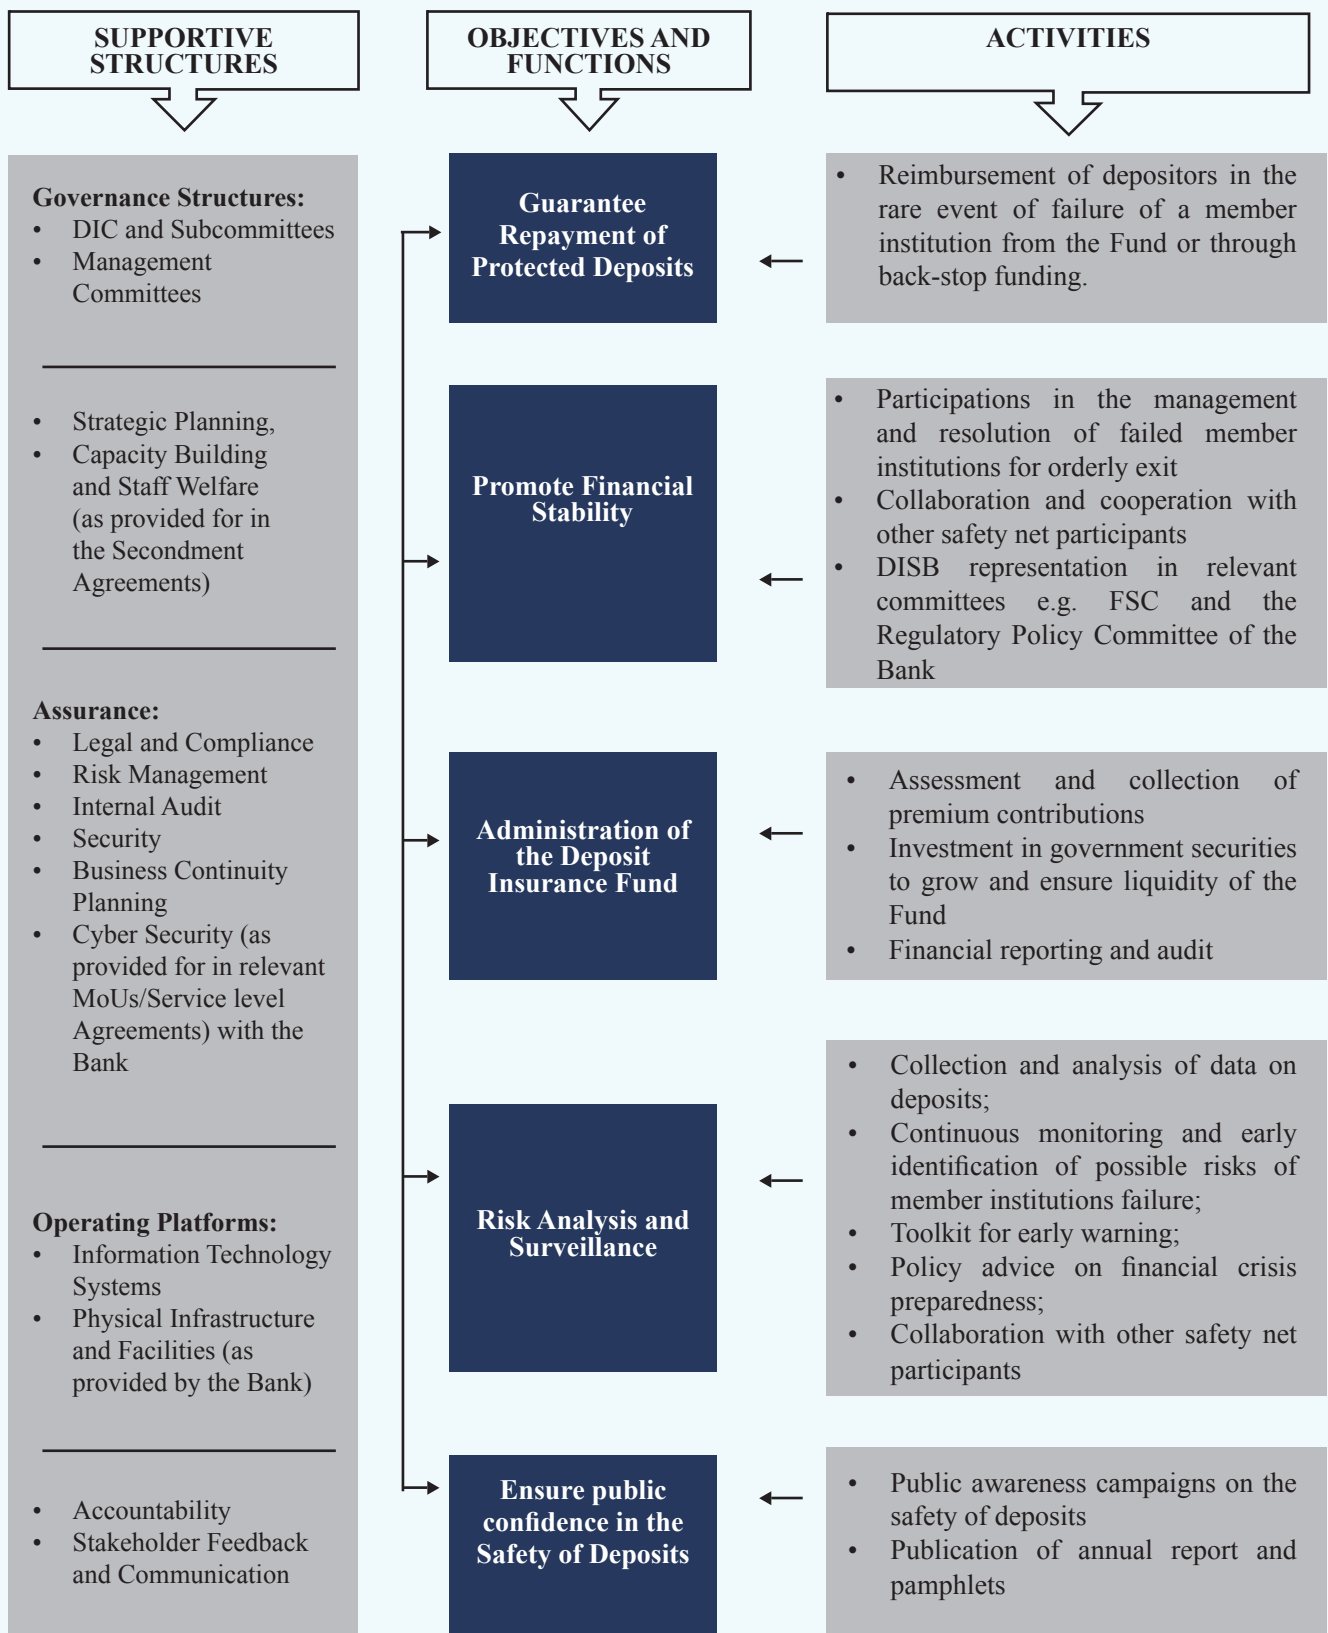 SUPPORTIVE
STRUCTURES
Governance Structures:
• DIC and Subcommittees
• Management
Committees
• Strategic Planning,
• Capacity Building
and Staff Welfare
(as provided for in
the Secondment
Agreements)
Assurance:
• Legal and Compliance
• Risk Management
• Internal Audit
• Security
• Business Continuity
Planning
• Cyber Security (as
provided for in relevant
MoUs/Service level
Agreements) with the
Bank
Operating Platforms:
• Information Technology
Systems
• Physical Infrastructure
and Facilities (as
provided by the Bank)
• Accountability
• Stakeholder Feedback
and Communication
OBJECTIVES AND
FUNCTIONS
Guarantee
Repayment of
Protected Deposits
Promote Financial
Stability
Administration of
the Deposit
Insurance Fund
Risk Analysis and
Surveillance
Ensure public
confidence in the
Safety of Deposits
ACTIVITIES
• Reimbursement of depositors in the
rare event of failure of a member
institution from the Fund or through
back-stop funding.
• Participations in the management
and resolution of failed member
institutions for orderly exit
• Collaboration and cooperation with
other safety net participants
• DISB representation in relevant
committees e.g. FSC and the
Regulatory Policy Committee of the
Bank
• Assessment and collection of
premium contributions
• Investment in government securities
to grow and ensure liquidity of the
Fund
• Financial reporting and audit
• Collection and analysis of data on
deposits;
• Continuous monitoring and early
identification of possible risks of
member institutions failure;
• Toolkit for early warning;
• Policy advice on financial crisis
preparedness;
• Collaboration with other safety net
participants
• Public awareness campaigns on the
safety of deposits
• Publication of annual report and
pamphlets